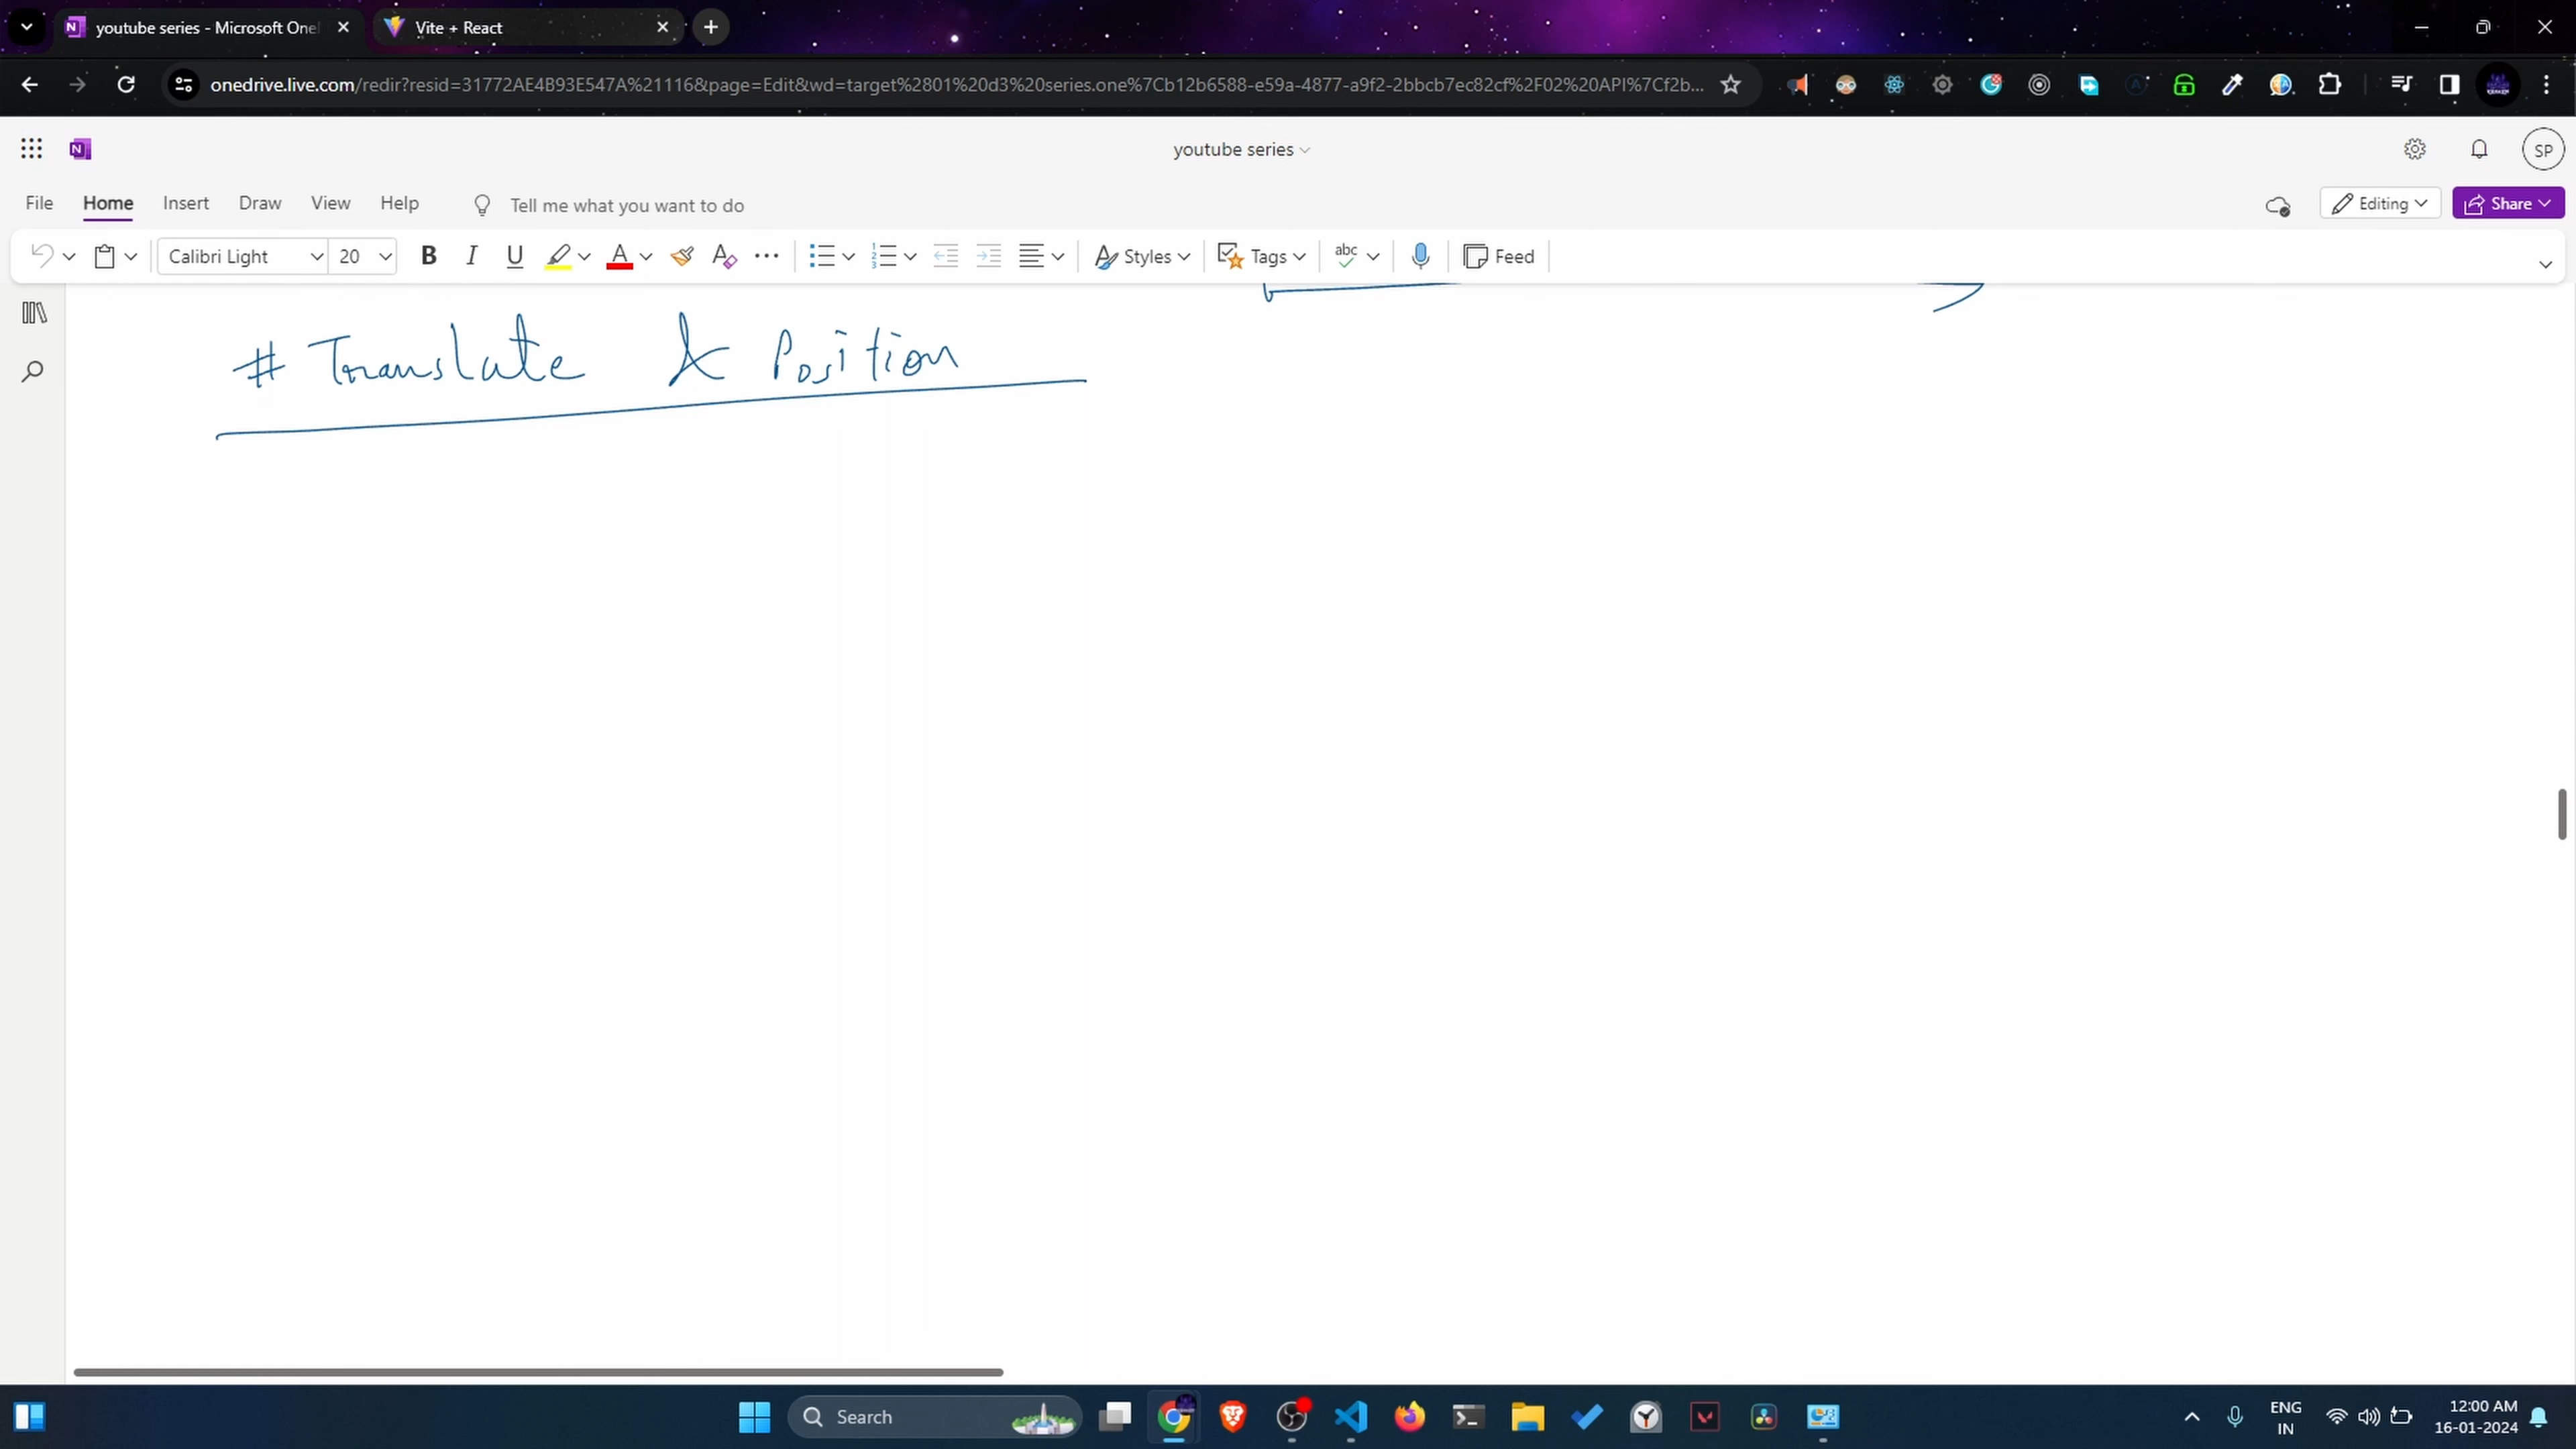 youtube series - Microsoft OneI
Vite + React
onedrive.live.com/redir?resid=31772AE4B93E547A%21116&page=Edit&wd=target%2801%20d3%20series.one%7Cb12b6588-e59a-4877-a9f2-2bbcb7ec82cf%2F02%20API%7Cf2b...
youtube series
SP
File Home Insert Draw View Help Tell me what you want to do Editing Share
Calibri Light 20 B I U A A Styles Tags abc Feed
# Translate & Position
Search
ENG
IN
12:00 AM
16-01-2024